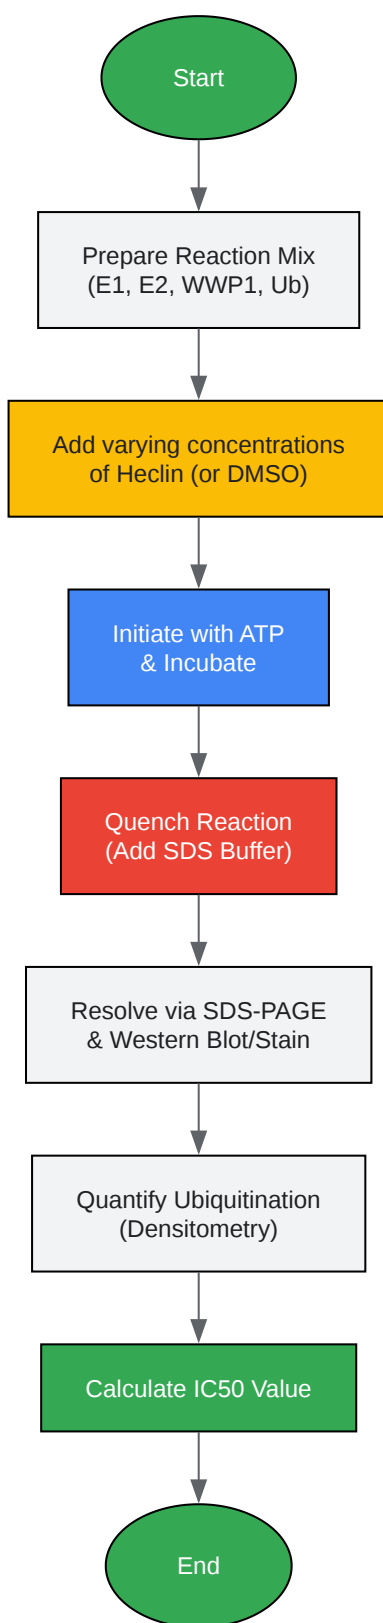 Start
Prepare Reaction Mix
(E1, E2, WWP1, Ub)
Add varying concentrations
of Heclin (or DMSO)
Initiate with ATP
& Incubate
Quench Reaction
(Add SDS Buffer)
Resolve via SDS-PAGE
& Western Blot/Stain
Quantify Ubiquitination
(Densitometry)
Calculate IC50 Value
End